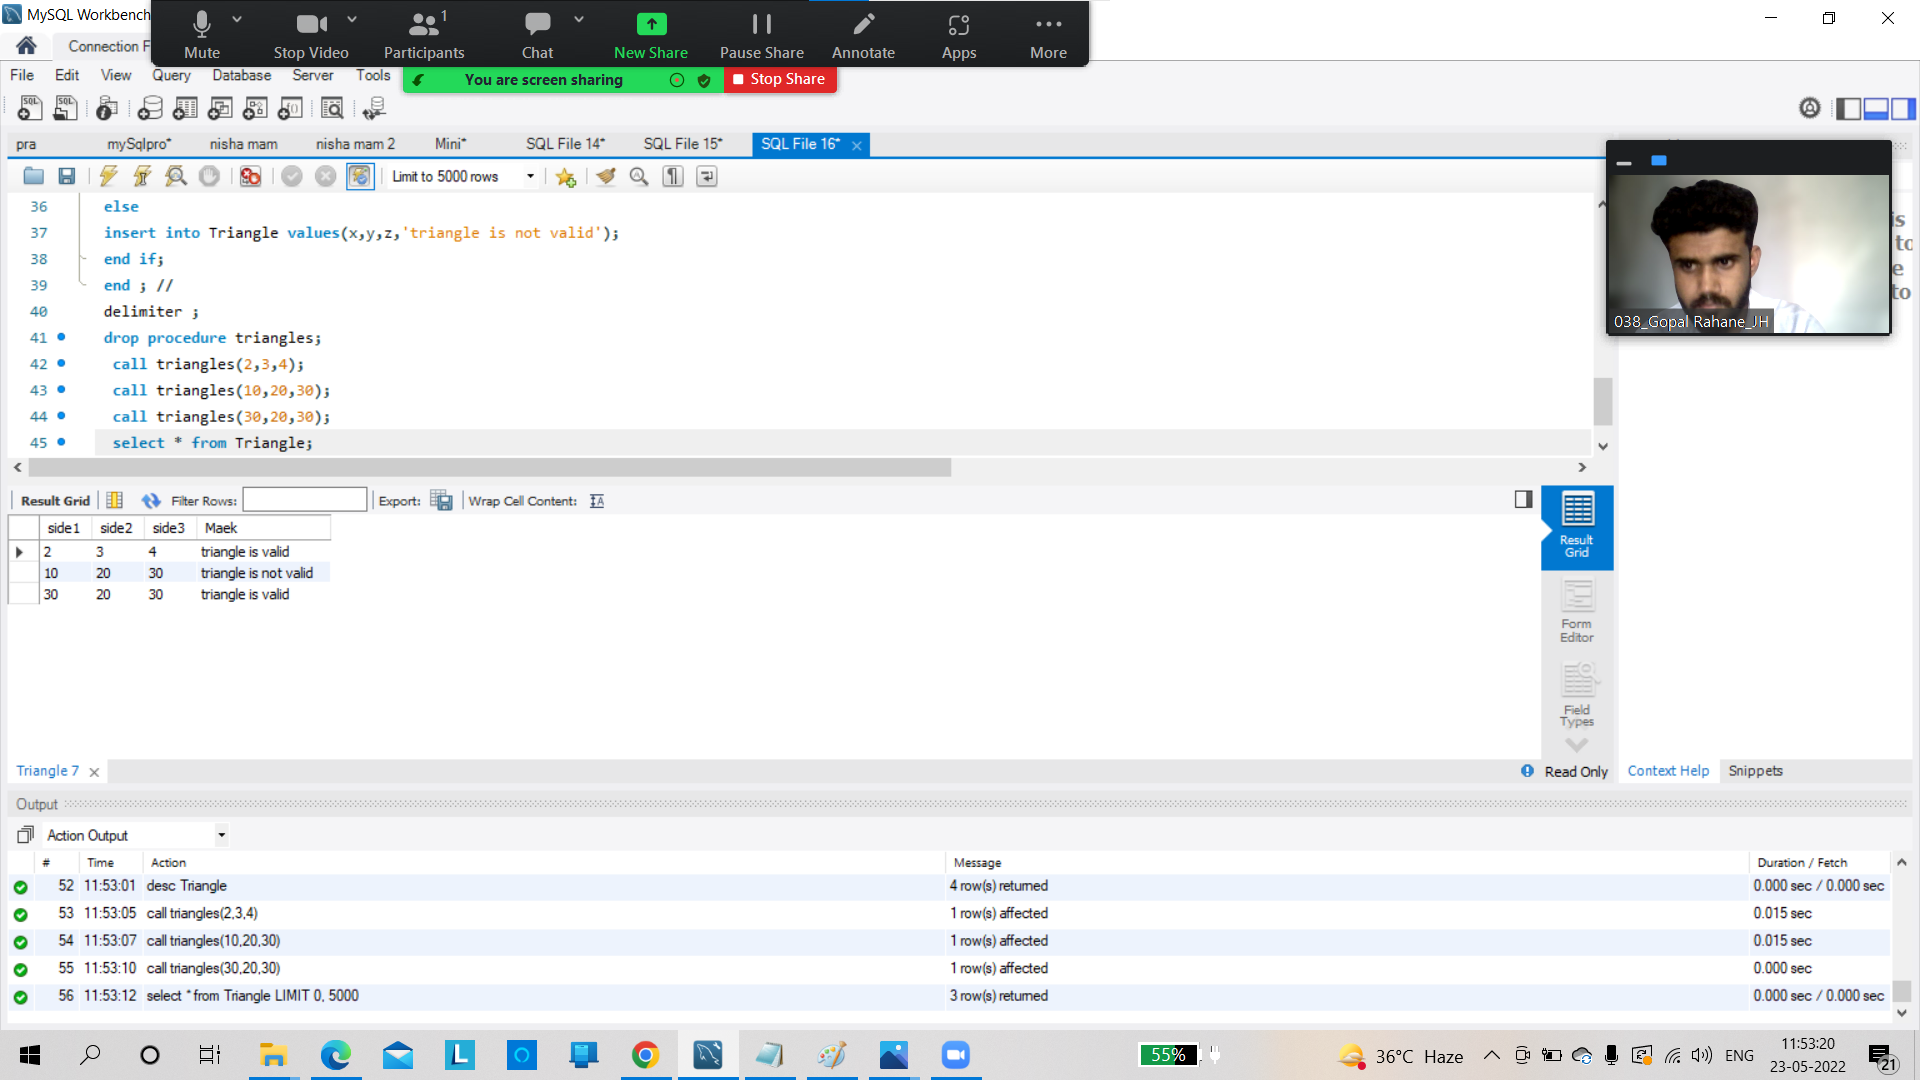 MySQL Workbench
Mute
Stop Video
1
Participants
Chat
New Share
Pause Share
Annotate
Apps
More
You are screen sharing
Stop Share
Connection F
File Edit View Query Database Server Tools
pra mySqlpro* nisha mam nisha mam 2 Mini* SQL File 14* SQL File 15* SQL File 16*
Limit to 5000 rows
36 else
37 insert into Triangle values(x,y,z,'triangle is not valid');
38 end if;
39 end ; //
40 delimiter ;
41 drop procedure triangles;
42 call triangles(2,3,4);
43 call triangles(10,20,30);
44 call triangles(30,20,30);
45 select * from Triangle;
038_Gopal Rahane_JH
is
to
e
to
Result Grid Filter Rows: Export: Wrap Cell Content:
side1 side2 side3 Maek
2 3 4 triangle is valid
10 20 30 triangle is not valid
30 20 30 triangle is valid
Result
Grid
Form
Editor
Field
Types
Triangle 7
Read Only
Context Help Snippets
Output
Action Output
# Time Action Message Duration / Fetch
52 11:53:01 desc Triangle 4 row(s) returned 0.000 sec / 0.000 sec
53 11:53:05 call triangles(2,3,4) 1 row(s) affected 0.015 sec
54 11:53:07 call triangles(10,20,30) 1 row(s) affected 0.015 sec
55 11:53:10 call triangles(30,20,30) 1 row(s) affected 0.000 sec
56 11:53:12 select * from Triangle LIMIT 0, 5000 3 row(s) returned 0.000 sec / 0.000 sec
55%
36°C Haze
ENG
11:53:20
23-05-2022
21